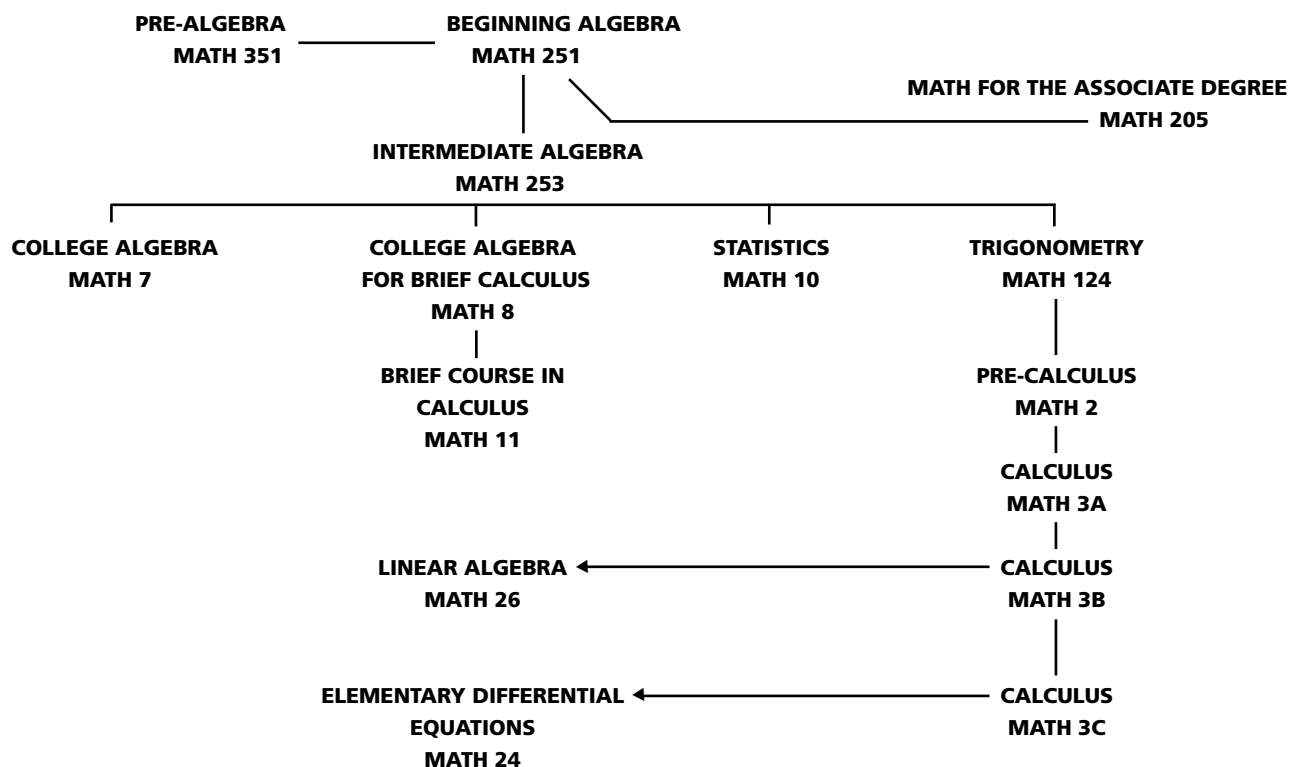 PRE-ALGEBRA
MATH 351
BEGINNING ALGEBRA
MATH 251
MATH FOR THE ASSOCIATE DEGREE
MATH 205
INTERMEDIATE ALGEBRA
MATH 253
COLLEGE ALGEBRA
MATH 7
COLLEGE ALGEBRA
FOR BRIEF CALCULUS
MATH 8
STATISTICS
MATH 10
TRIGONOMETRY
MATH 124
BRIEF COURSE IN
CALCULUS
MATH 11
PRE-CALCULUS
MATH 2
CALCULUS
MATH 3A
LINEAR ALGEBRA
MATH 26
CALCULUS
MATH 3B
ELEMENTARY DIFFERENTIAL
EQUATIONS
MATH 24
CALCULUS
MATH 3C